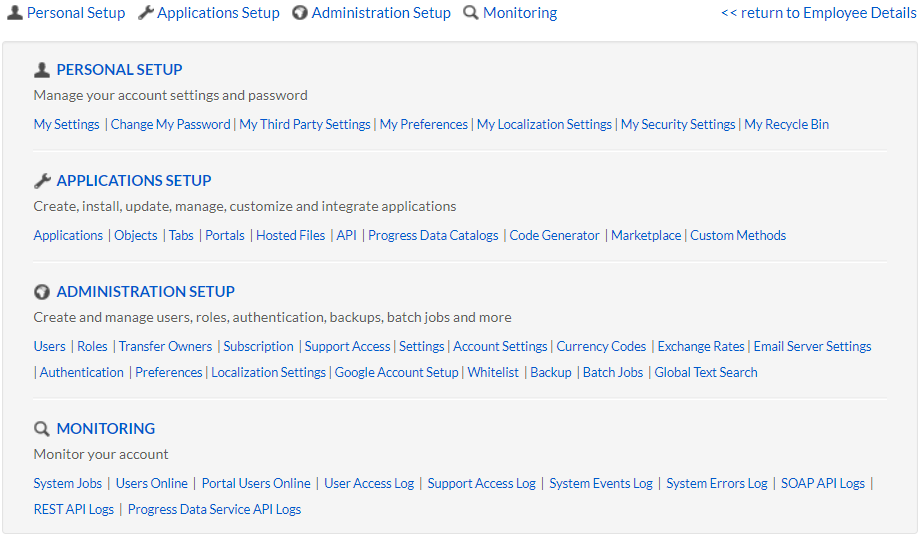 Personal Setup Applications Setup Administration Setup Monitoring << return to Employee Details
PERSONAL SETUP
Manage your account settings and password
My Settings | Change My Password | My Third Party Settings | My Preferences | My Localization Settings | My Security Settings | My Recycle Bin
APPLICATIONS SETUP
Create, install, update, manage, customize and integrate applications
Applications | Objects | Tabs | Portals | Hosted Files | API | Progress Data Catalogs | Code Generator | Marketplace | Custom Methods
ADMINISTRATION SETUP
Create and manage users, roles, authentication, backups, batch jobs and more
Users | Roles | Transfer Owners | Subscription | Support Access | Settings | Account Settings | Currency Codes | Exchange Rates | Email Server Settings
| Authentication | Preferences | Localization Settings | Google Account Setup | Whitelist | Backup | Batch Jobs | Global Text Search
MONITORING
Monitor your account
System Jobs | Users Online | Portal Users Online | User Access Log | Support Access Log | System Events Log | System Errors Log | SOAP API Logs |
REST API Logs | Progress Data Service API Logs